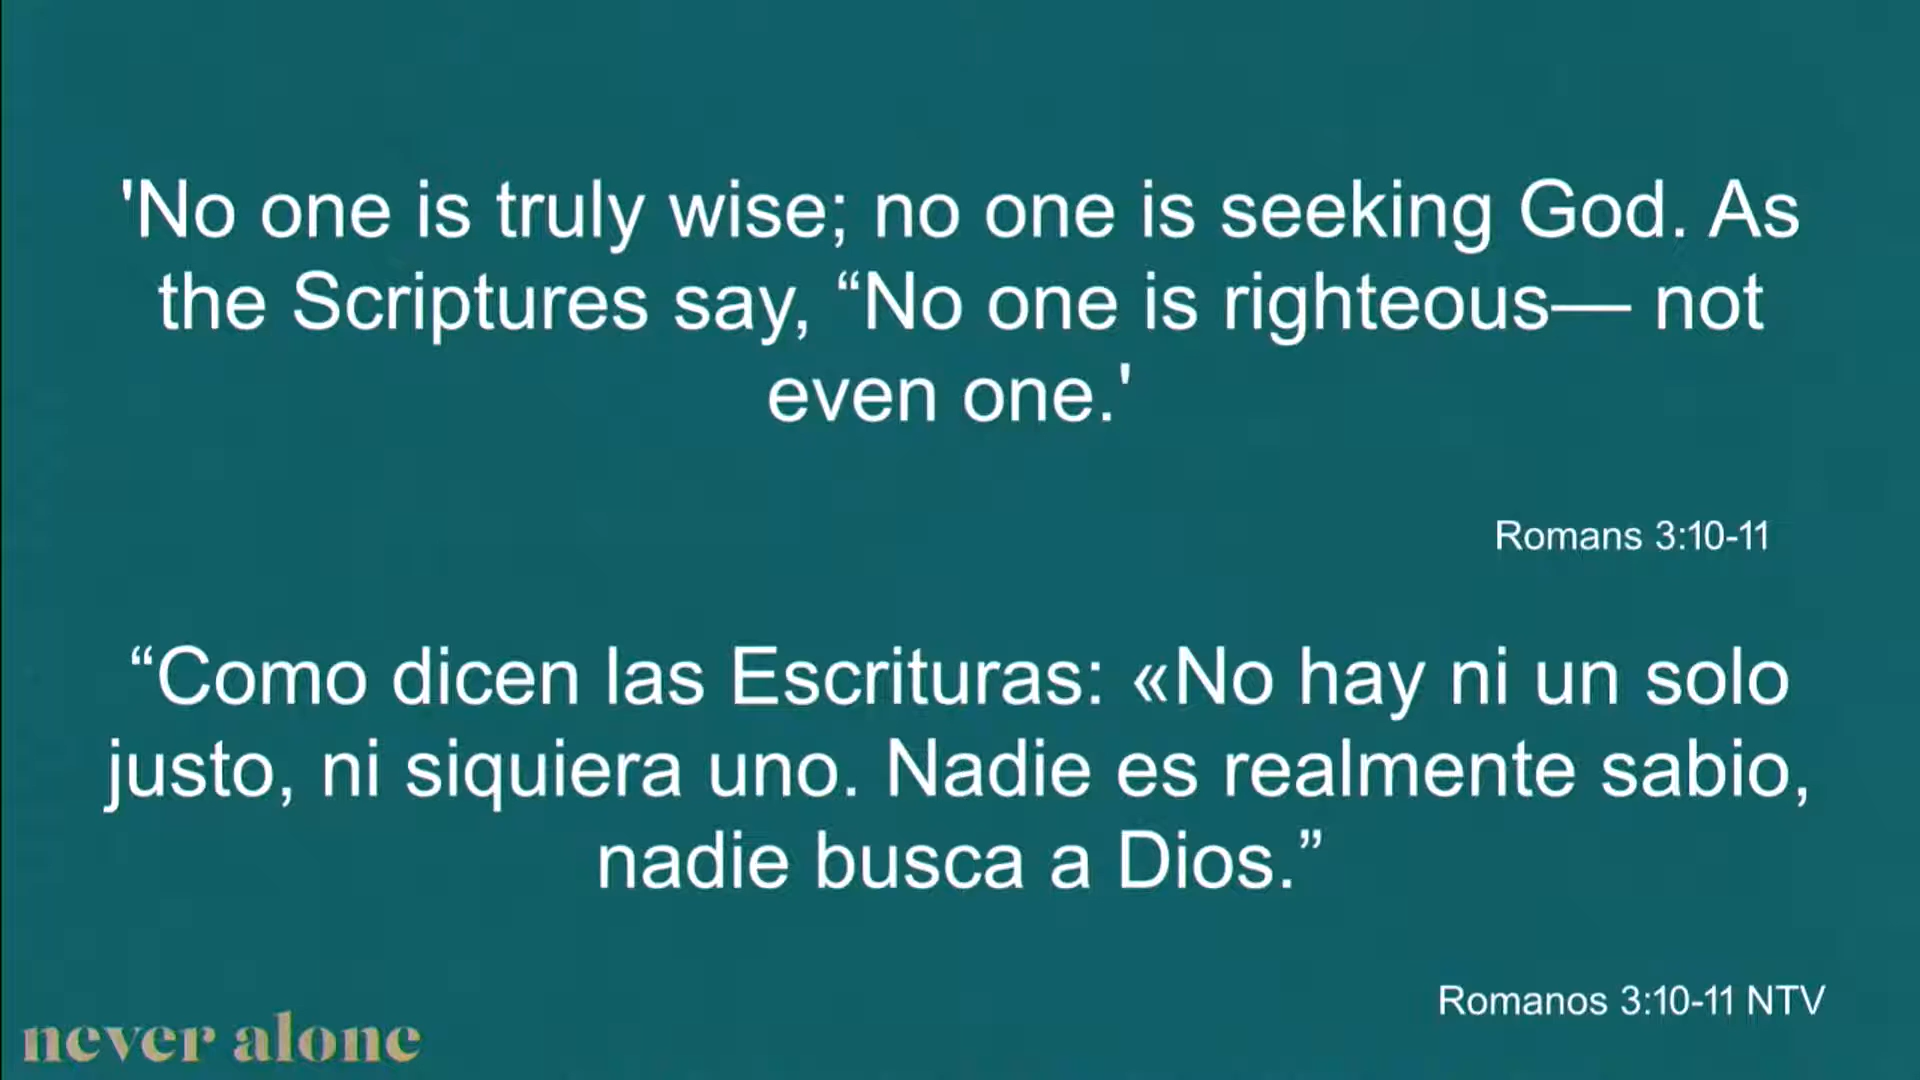 'No one is truly wise; no one is seeking God. As
the Scriptures say, “No one is righteous— not
even one.'
Romans 3:10-11
“Como dicen las Escrituras: «No hay ni un solo
justo, ni siquiera uno. Nadie es realmente sabio,
nadie busca a Dios.”
Romanos 3:10-11 NTV
never alone